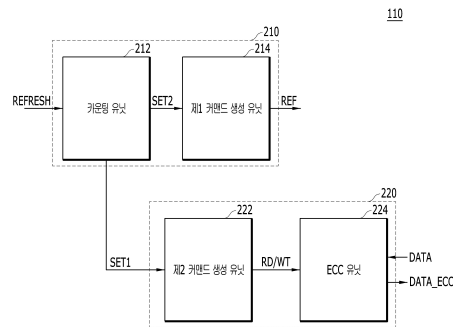 110
210
212
214
REFRESH
카운팅 유닛
SET2
제1 커맨드 생성 유닛
REF
220
222
224
SET1
제2 커맨드 생성 유닛
RD/WT
ECC 유닛
DATA
DATA_ECC